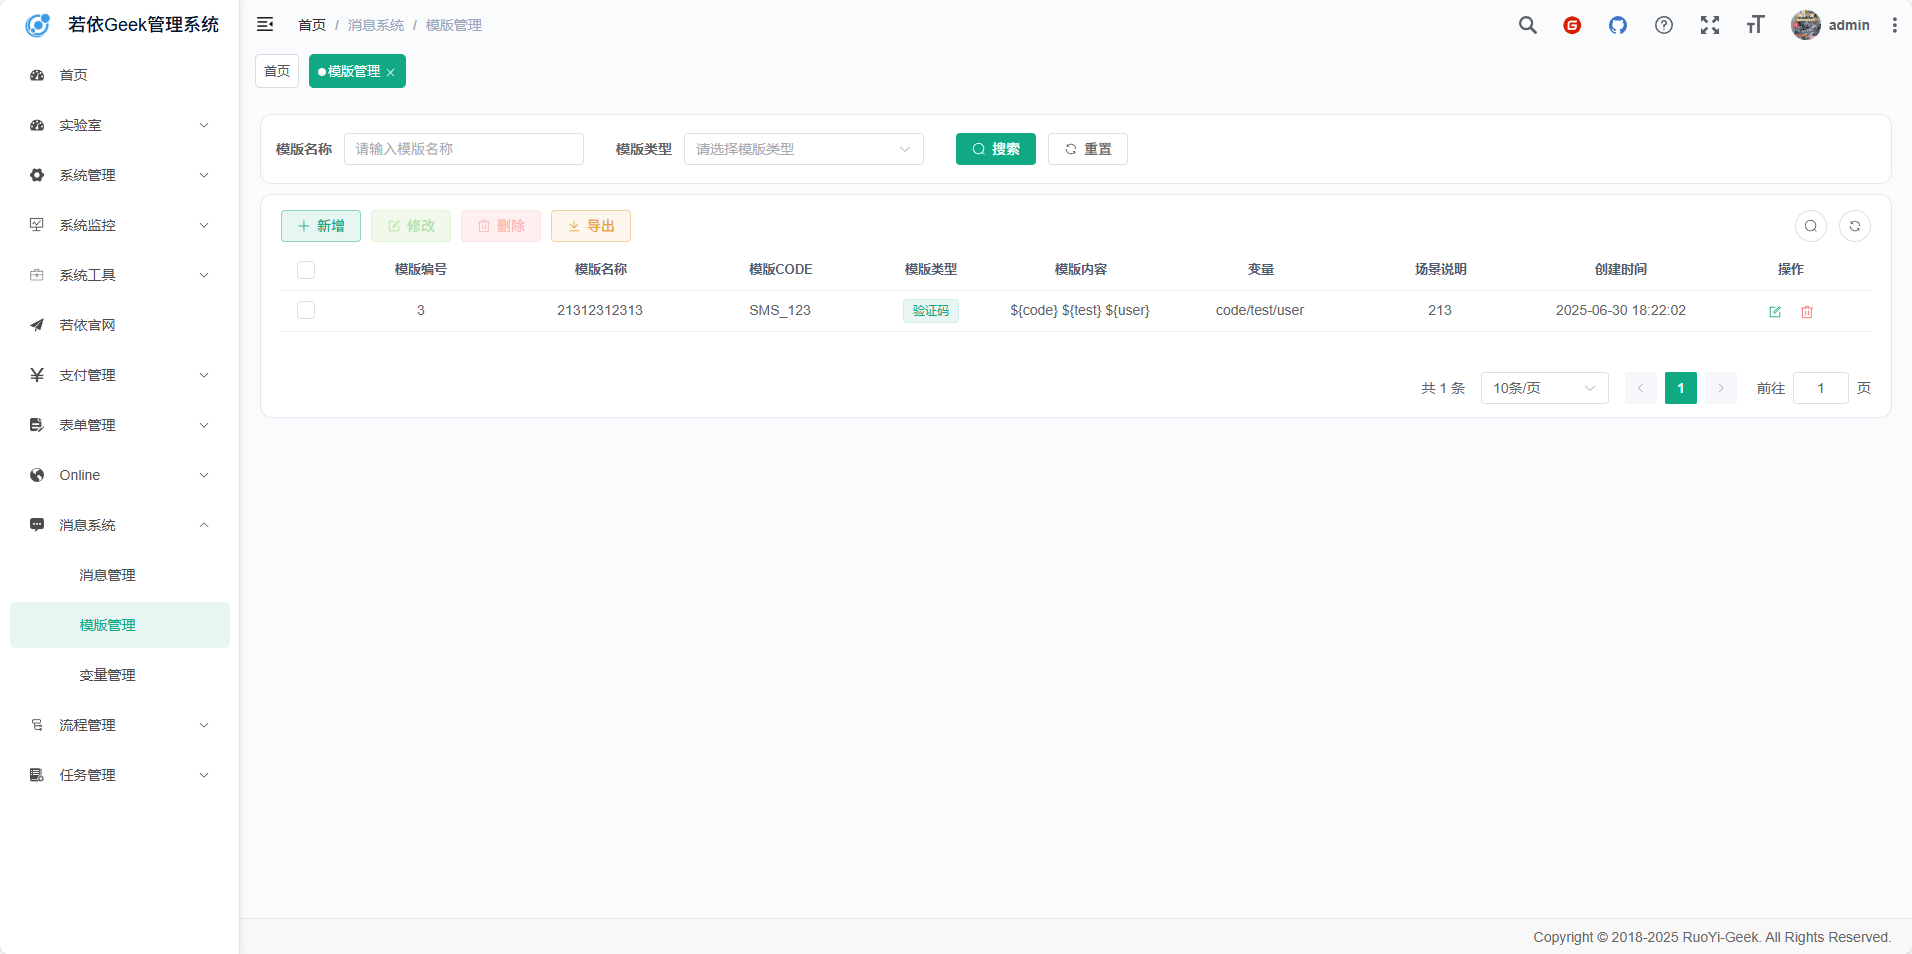 若依Geek管理系统
首页 / 消息系统 / 模版管理
admin
首页
模版管理
首页
实验室
系统管理
系统监控
系统工具
若依官网
支付管理
表单管理
Online
消息系统
消息管理
模版管理
变量管理
流程管理
任务管理
模版名称 请输入模版名称 模版类型 请选择模版类型 搜索 重置
新增 修改 删除 导出
模版编号 模版名称 模版CODE 模版类型 模版内容 变量 场景说明 创建时间 操作
3 21312312313 SMS_123 验证码 ${code} ${test} ${user} code/test/user 213 2025-06-30 18:22:02
共 1 条 10条/页 1 前往 1 页
Copyright © 2018-2025 RuoYi-Geek. All Rights Reserved.